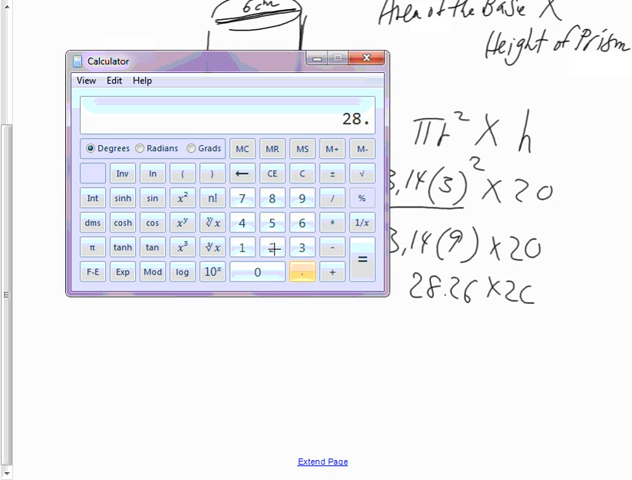 6cm
Area of the Base X
Height of Prism
Calculator
View Edit Help
28.
Degrees Radians Grads MC MR MS M+ M-
Inv ln ( ) ← CE C ± √
Int sinh sin x² n! 7 8 9 / %
dms cosh cos xʸ ʸ√x 4 5 6 * 1/x
π tanh tan x³ ³√x 1 2 3 - =
F-E Exp Mod log 10ˣ 0 . +
πr² X h
3.14(3)² X 20
3.14(9) X 20
28.26 X 20
Extend Page